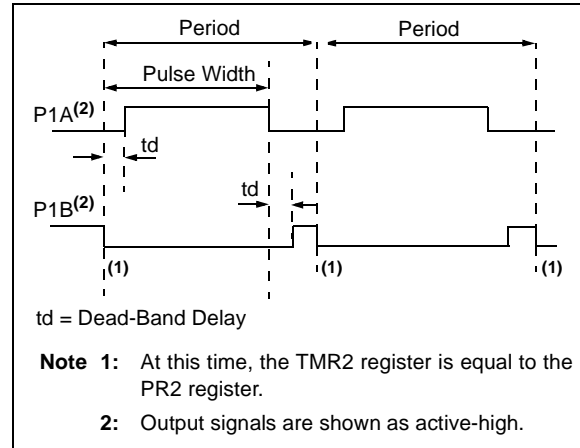 Period Period
Pulse Width
P1A(2)
td
td
P1B(2)
(1) (1) (1)
td = Dead-Band Delay
Note 1: At this time, the TMR2 register is equal to the
PR2 register.
2: Output signals are shown as active-high.